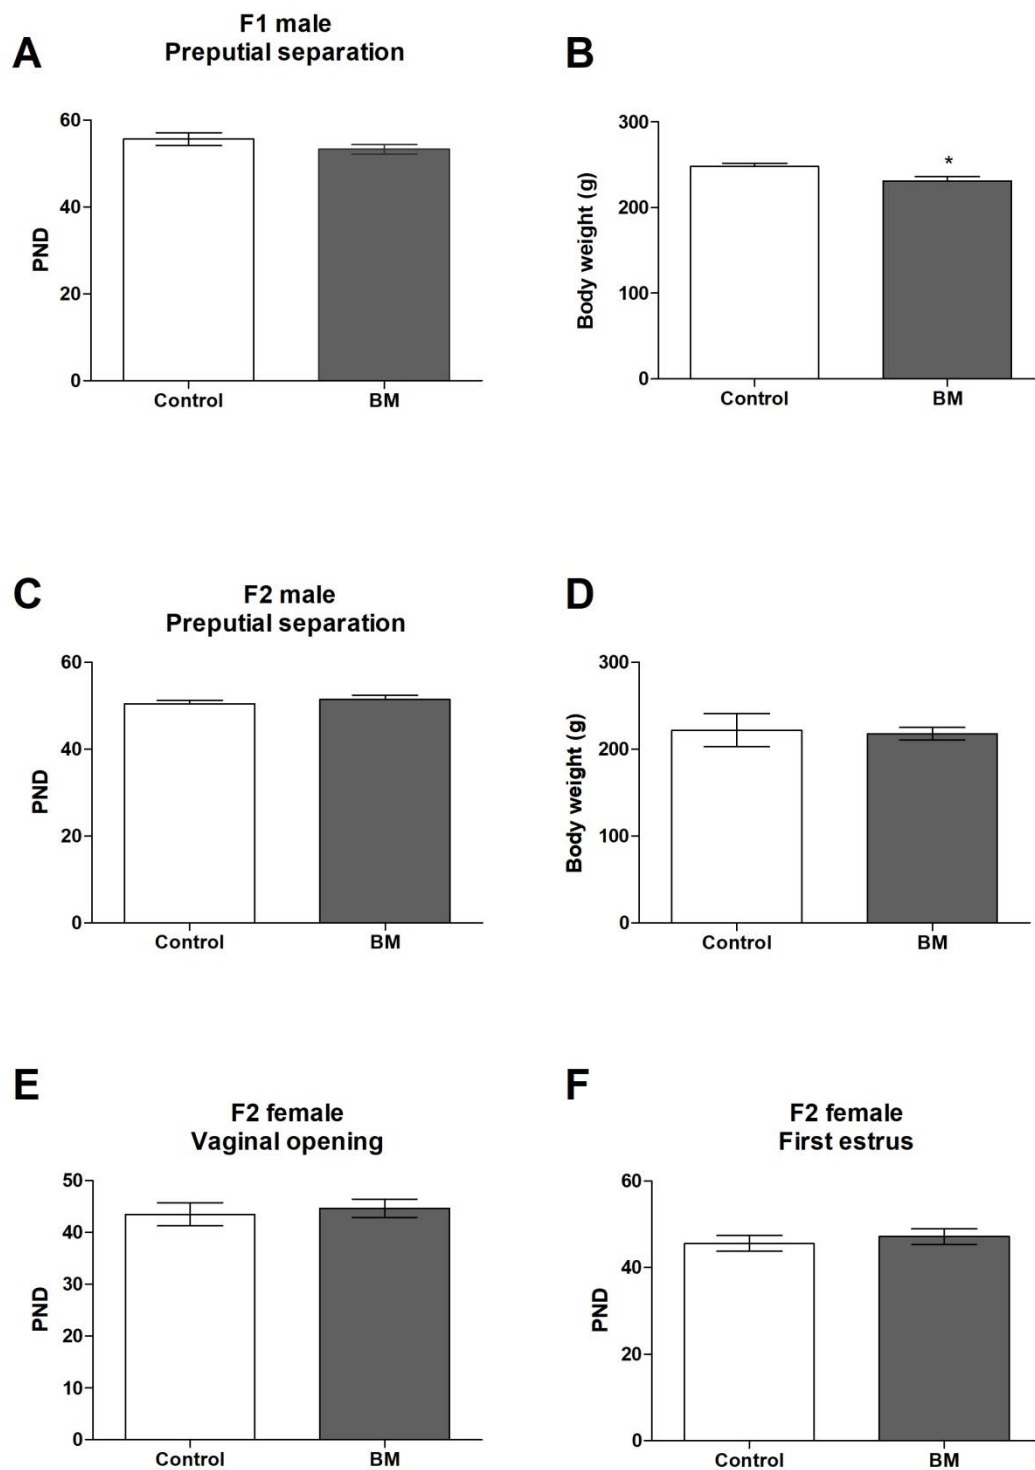 A
F1 male
Preputial separation
PND
60
40
20
0
Control
BM
B
Body weight (g)
300
200
100
0
*
Control
BM
C
F2 male
Preputial separation
PND
60
40
20
0
Control
BM
D
Body weight (g)
300
200
100
0
Control
BM
E
F2 female
Vaginal opening
PND
50
40
30
20
10
0
Control
BM
F
F2 female
First estrus
PND
60
40
20
0
Control
BM